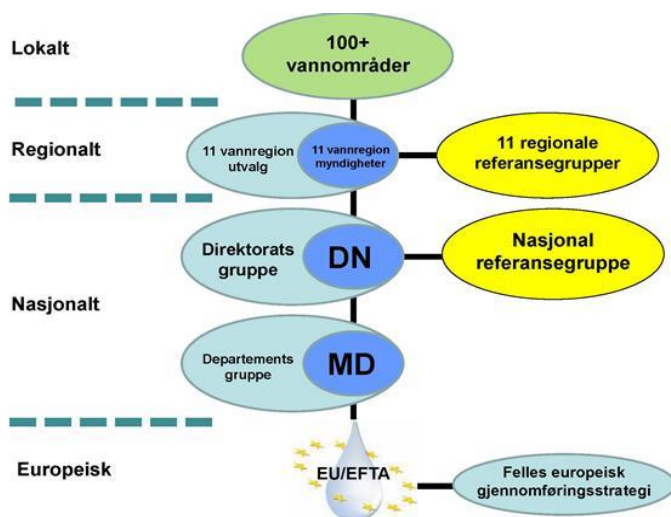 Lokalt
100+
vannområder
Regionalt
11 vannregion
utvalg
11 vannregion
myndigheter
11 regionale
referansegrupper
Nasjonalt
Direktorats
gruppe
DN
Nasjonal
referansegruppe
Departements
gruppe
MD
Europeisk
EU/EFTA
Felles europeisk
gjennomføringsstrategi